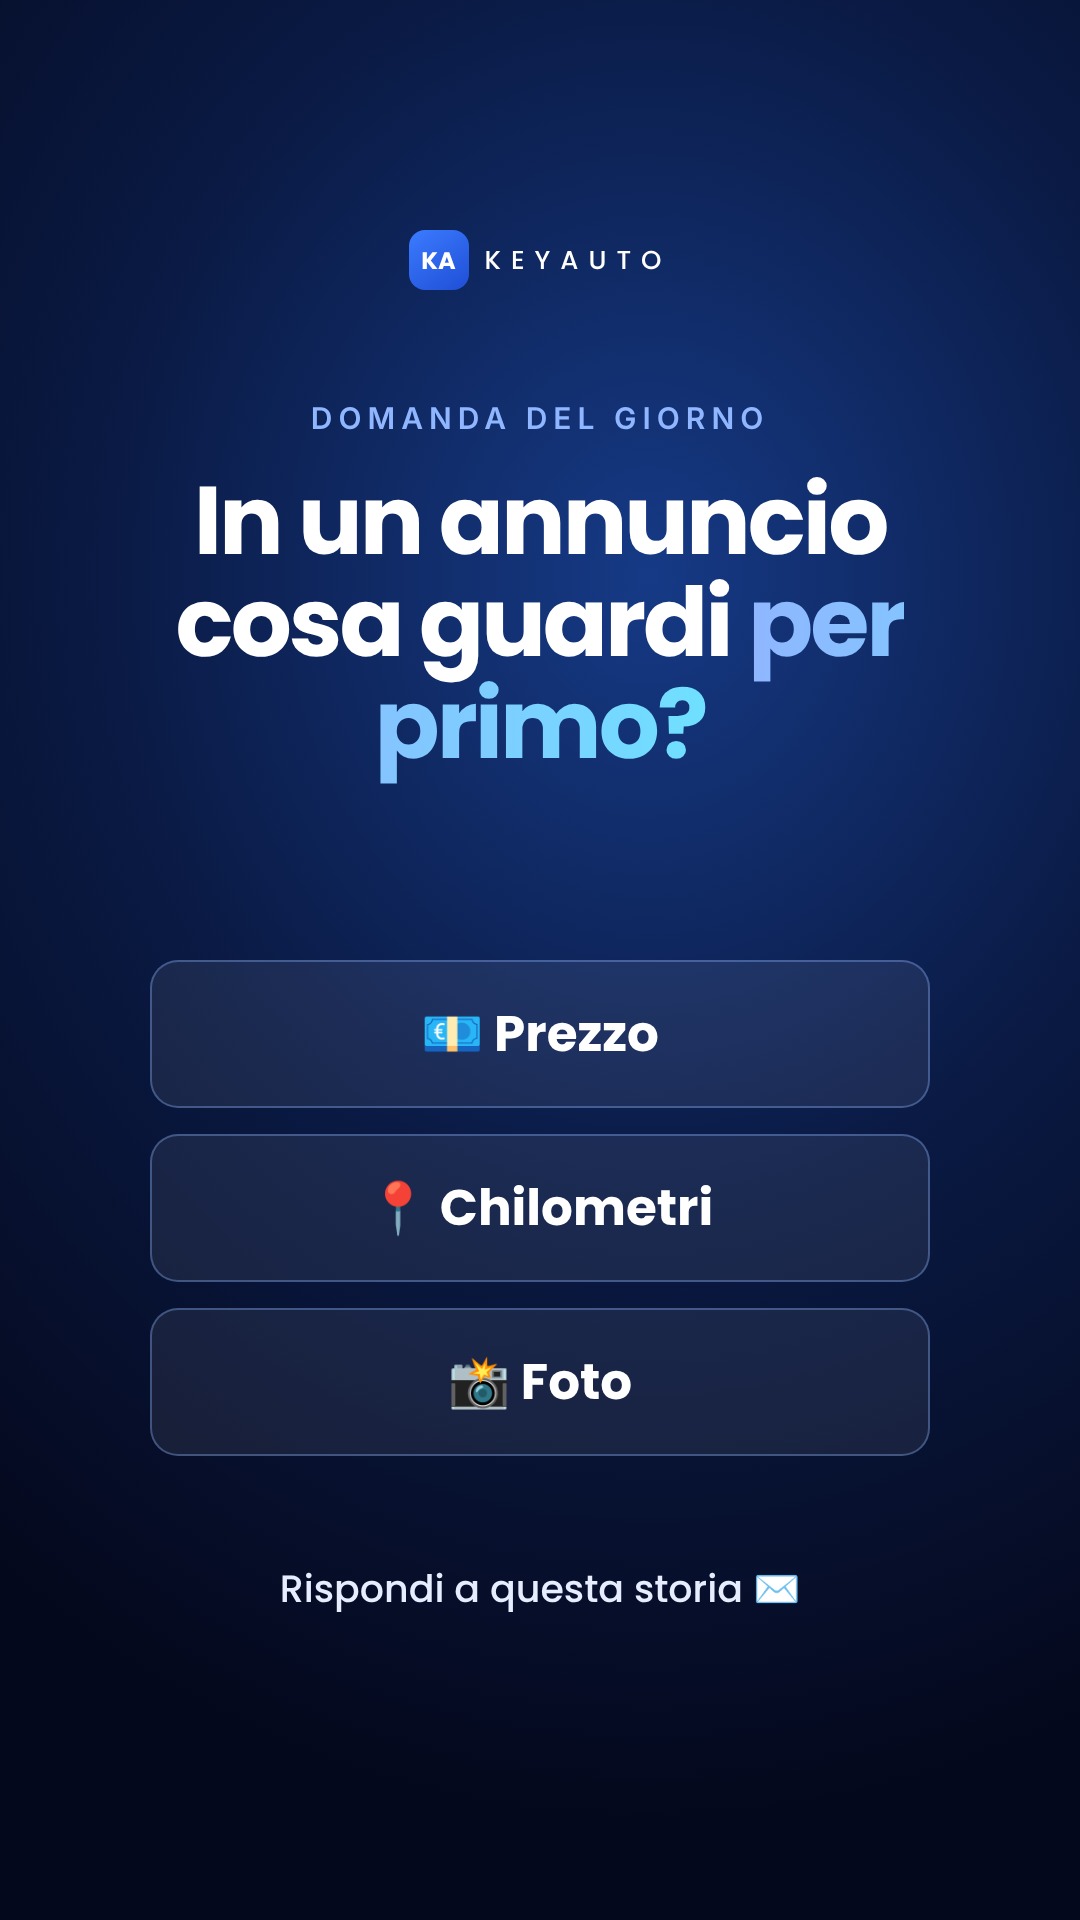 KA KEYAUTO
DOMANDA DEL GIORNO
In un annuncio
cosa guardi per
primo?
💶 Prezzo
📍 Chilometri
📸 Foto
Rispondi a questa storia ✉️